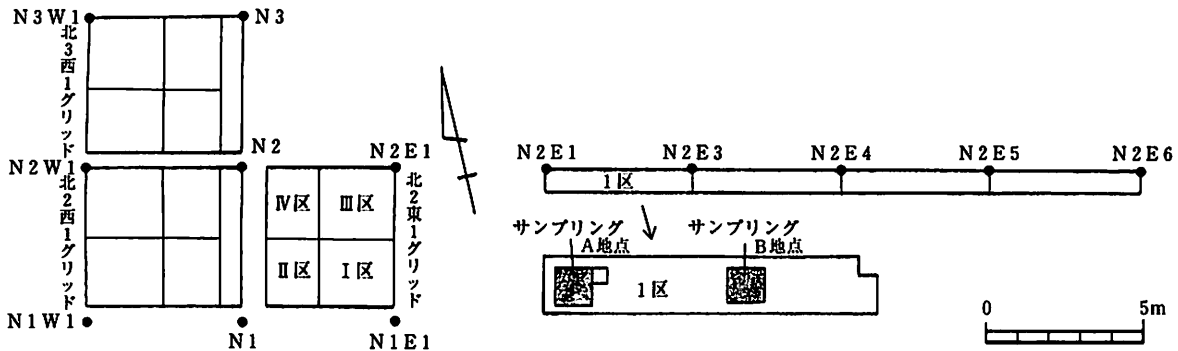 N3W1
N3
北3西1グリッド
N2
N2W1
N2E1
北2西1グリッド
Ⅳ区
Ⅲ区
Ⅱ区
Ⅰ区
北2東1グリッド
N1W1
N1
N1E1
N2E1
N2E3
N2E4
N2E5
N2E6
1区
サンプリング
A地点
サンプリング
B地点
1区
0
5m